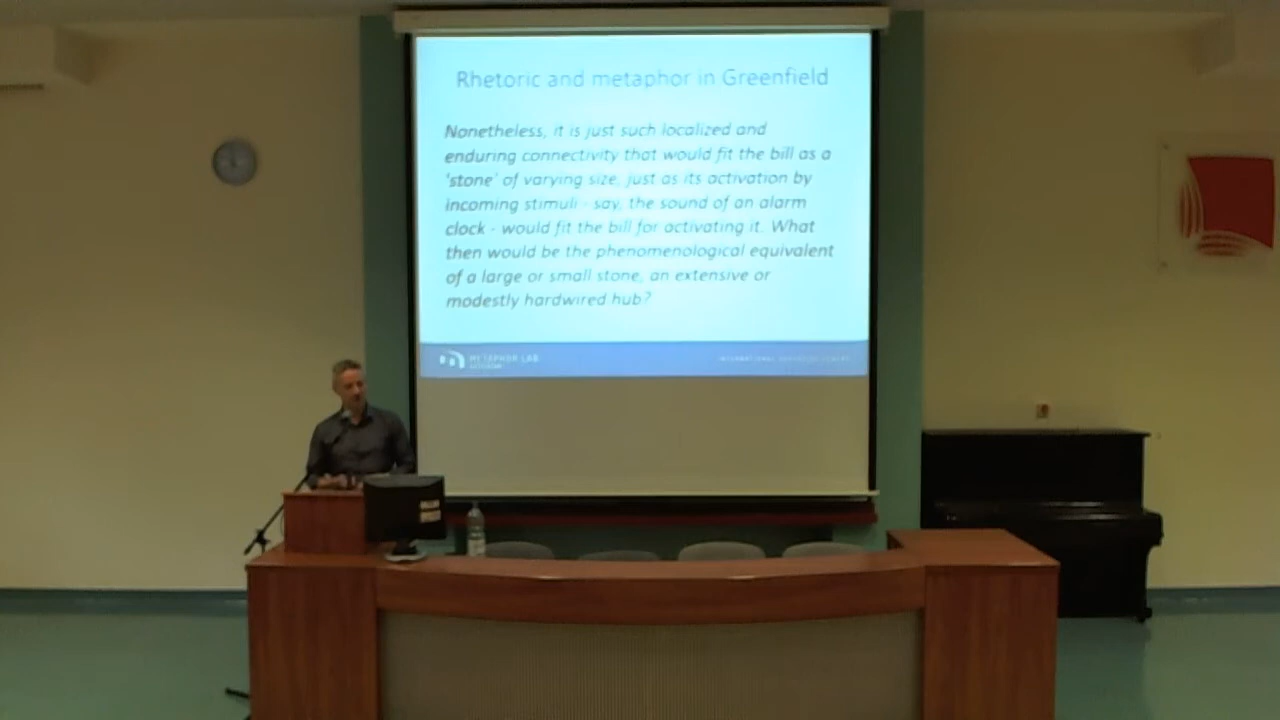 Rhetoric and metaphor in Greenfield
Nonetheless, it is just such localized and
enduring connectivity that would fit the bill as a
'stone' of varying size, just as its activation by
incoming stimuli - say, the sound of an alarm
clock - would fit the bill for activating it. What
then would be the phenomenological equivalent
of a large or small stone, an extensive or
modestly hardwired hub?
METAPHOR LAB